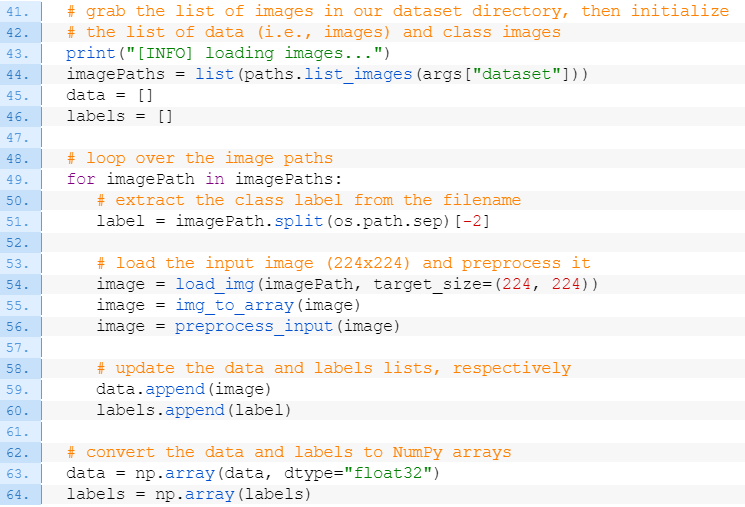 41. # grab the list of images in our dataset directory, then initialize
42. # the list of data (i.e., images) and class images
43. print("[INFO] loading images...")
44. imagePaths = list(paths.list_images(args["dataset"]))
45. data = []
46. labels = []
47.
48. # loop over the image paths
49. for imagePath in imagePaths:
50.     # extract the class label from the filename
51.     label = imagePath.split(os.path.sep)[-2]
52.
53.     # load the input image (224x224) and preprocess it
54.     image = load_img(imagePath, target_size=(224, 224))
55.     image = img_to_array(image)
56.     image = preprocess_input(image)
57.
58.     # update the data and labels lists, respectively
59.     data.append(image)
60.     labels.append(label)
61.
62. # convert the data and labels to NumPy arrays
63. data = np.array(data, dtype="float32")
64. labels = np.array(labels)